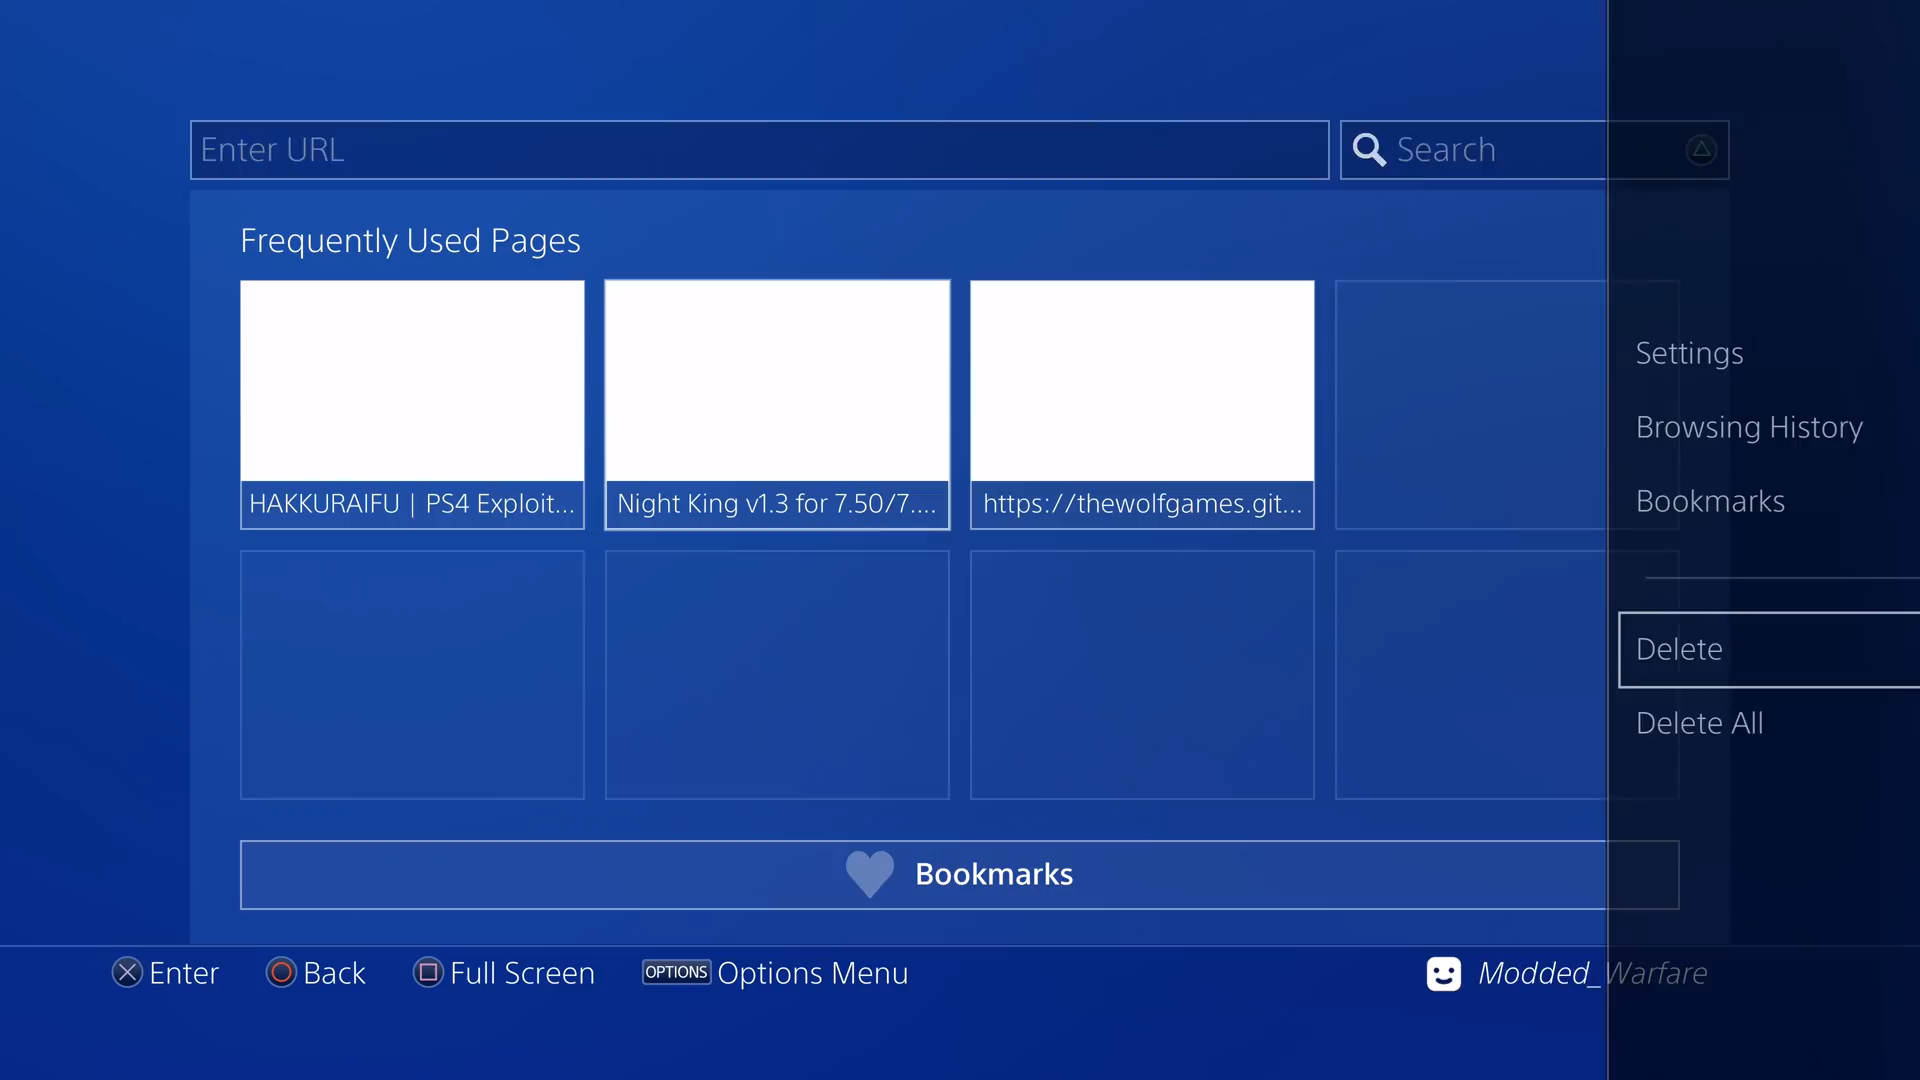 Enter URL
Search
Frequently Used Pages
HAKKURAIFU | PS4 Exploit...
Night King v1.3 for 7.50/7....
https://thewolfgames.git...
Settings
Browsing History
Bookmarks
Delete
Delete All
Bookmarks
Enter
Back
Full Screen
OPTIONS Options Menu
Modded_Warfare